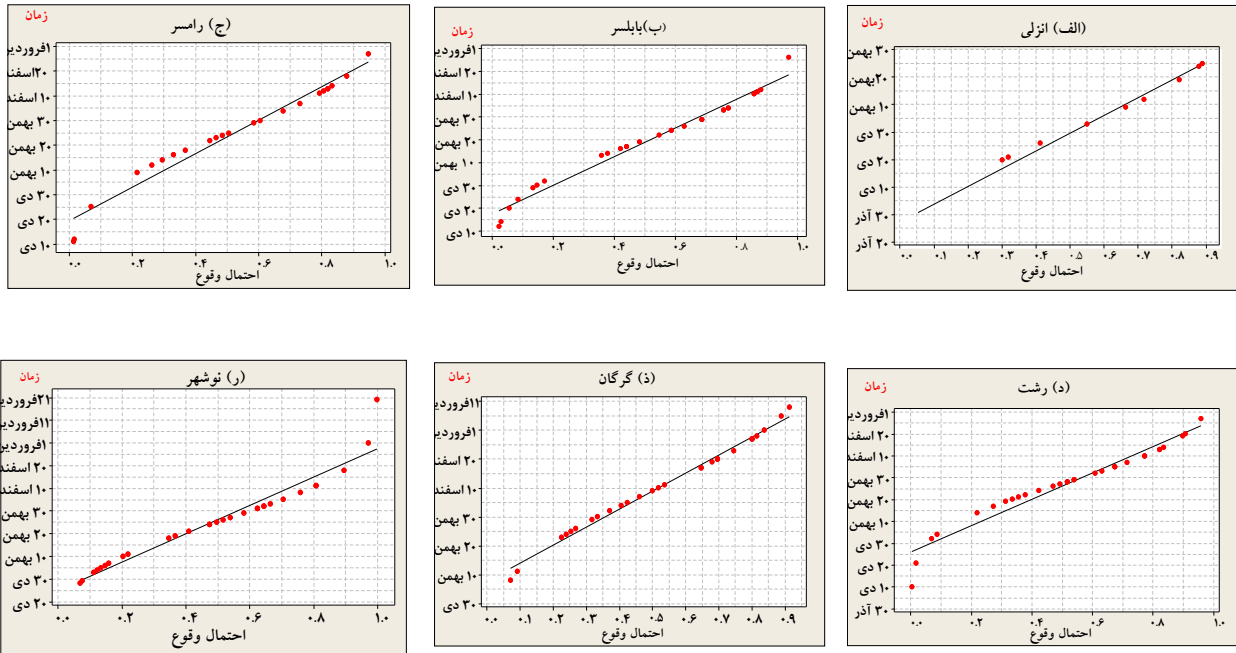 زمان
(الف) انزلی
۳۰ بهمن
۲۰بهمن
۱۰ بهمن
۳۰ دی
۲۰ دی
۱۰ دی
۳۰ آذر
۲۰ آذر
۰.۰ ۰.۱ ۰.۲ ۰.۳ ۰.۴ ۰.۵ ۰.۶ ۰.۷ ۰.۸ ۰.۹
احتمال وقوع
زمان
(ب)بابلسر
۱فروردین
۲۰ اسفند
۱۰ اسفند
۳۰ بهمن
۲۰ بهمن
۱۰ بهمن
۳۰ دی
۲۰ دی
۱۰ دی
۰.۰ ۰.۲ ۰.۴ ۰.۶ ۰.۸ ۱.۰
احتمال وقوع
زمان
(ج) رامسر
۱فروردین
۲۰اسفند
۱۰ اسفند
۳۰ بهمن
۲۰ بهمن
۱۰ بهمن
۳۰ دی
۲۰ دی
۱۰ دی
۰.۰ ۰.۲ ۰.۴ ۰.۶ ۰.۸ ۱.۰
احتمال وقوع
زمان
(د) رشت
۱فروردین
۲۰ اسفند
۱۰ اسفند
۳۰ بهمن
۲۰ بهمن
۱۰ بهمن
۳۰ دی
۲۰ دی
۱۰ دی
۳۰ آذر
۰.۰ ۰.۲ ۰.۴ ۰.۶ ۰.۸ ۱.۰
احتمال وقوع
زمان
(ذ) گرگان
۱۱فروردین
۱فروردین
۲۰ اسفند
۱۰ اسفند
۳۰ بهمن
۲۰ بهمن
۱۰ بهمن
۳۰ دی
۰.۰ ۰.۱ ۰.۲ ۰.۳ ۰.۴ ۰.۵ ۰.۶ ۰.۷ ۰.۸ ۰.۹
احتمال وقوع
زمان
(ر) نوشهر
۲۱فروردین
۱۱فروردین
۱فروردین
۲۰ اسفند
۱۰ اسفند
۳۰ بهمن
۲۰ بهمن
۱۰ بهمن
۳۰ دی
۲۰ دی
۰.۰ ۰.۲ ۰.۴ ۰.۶ ۰.۸ ۱.۰
احتمال وقوع